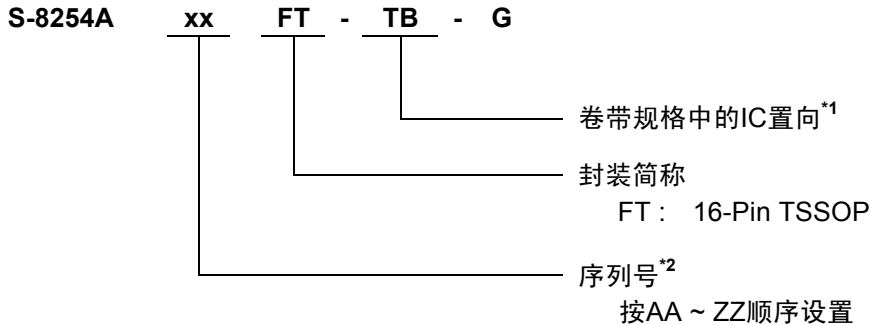 S-8254A xx FT - TB - G
卷带规格中的IC置向*1
封装简称
FT : 16-Pin TSSOP
序列号*2
按AA ~ ZZ顺序设置